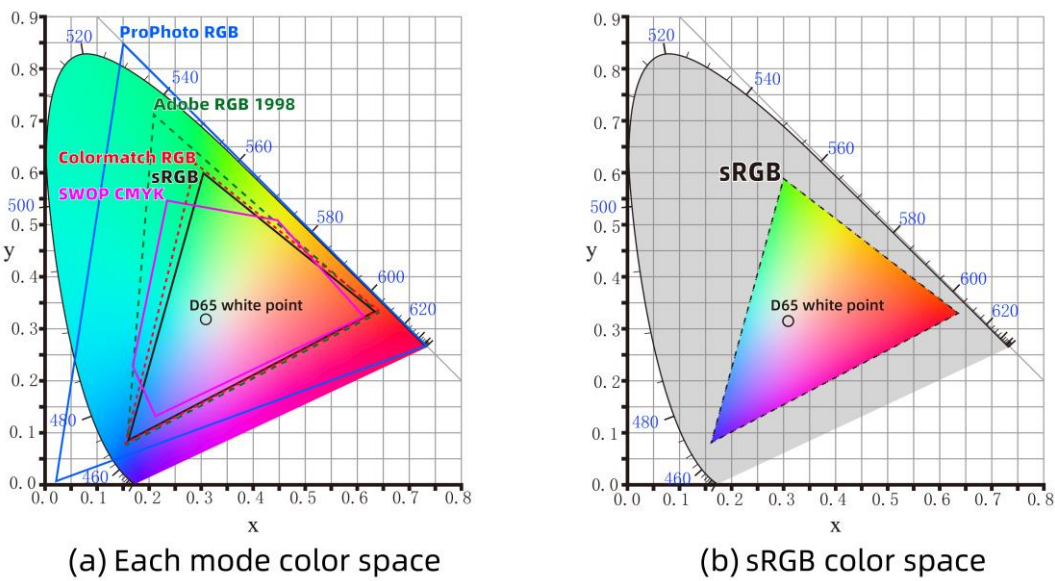 0.9
ProPhoto RGB
520
0.8
540
Adobe RGB 1998
0.7
560
Colormatch RGB
0.6
sRGB
SWOP CMYK
500
0.5
580
y
0.4
600
D65 white point
620
0.3
0.2
480
0.1
460
0.0
0.0 0.1 0.2 0.3 0.4 0.5 0.6 0.7 0.8
x
(a) Each mode color space
0.9
520
0.8
540
0.7
560
0.6
sRGB
500
0.5
580
y
0.4
600
D65 white point
620
0.3
0.2
480
0.1
460
0.0
0.0 0.1 0.2 0.3 0.4 0.5 0.6 0.7 0.8
x
(b) sRGB color space